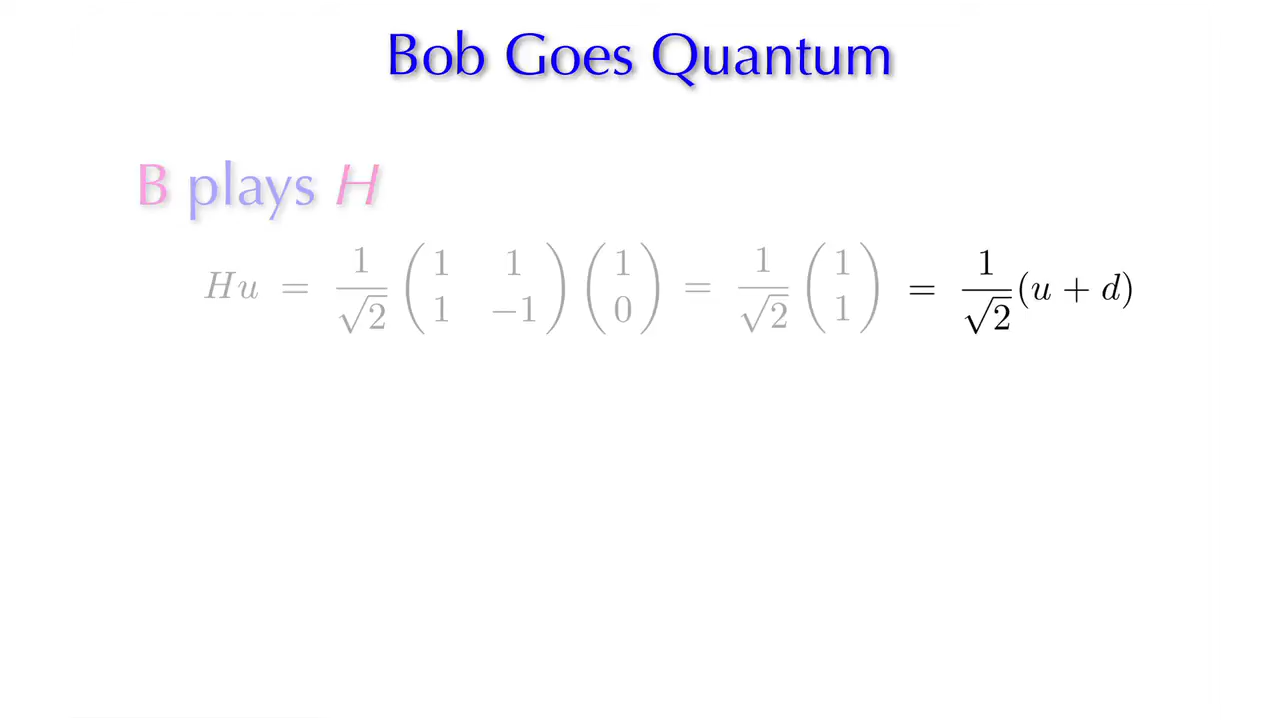 Bob Goes Quantum
B plays H
Hu = 1/√2 (1 1; 1 −1) (1; 0) = 1/√2 (1; 1) = 1/√2 (u + d)